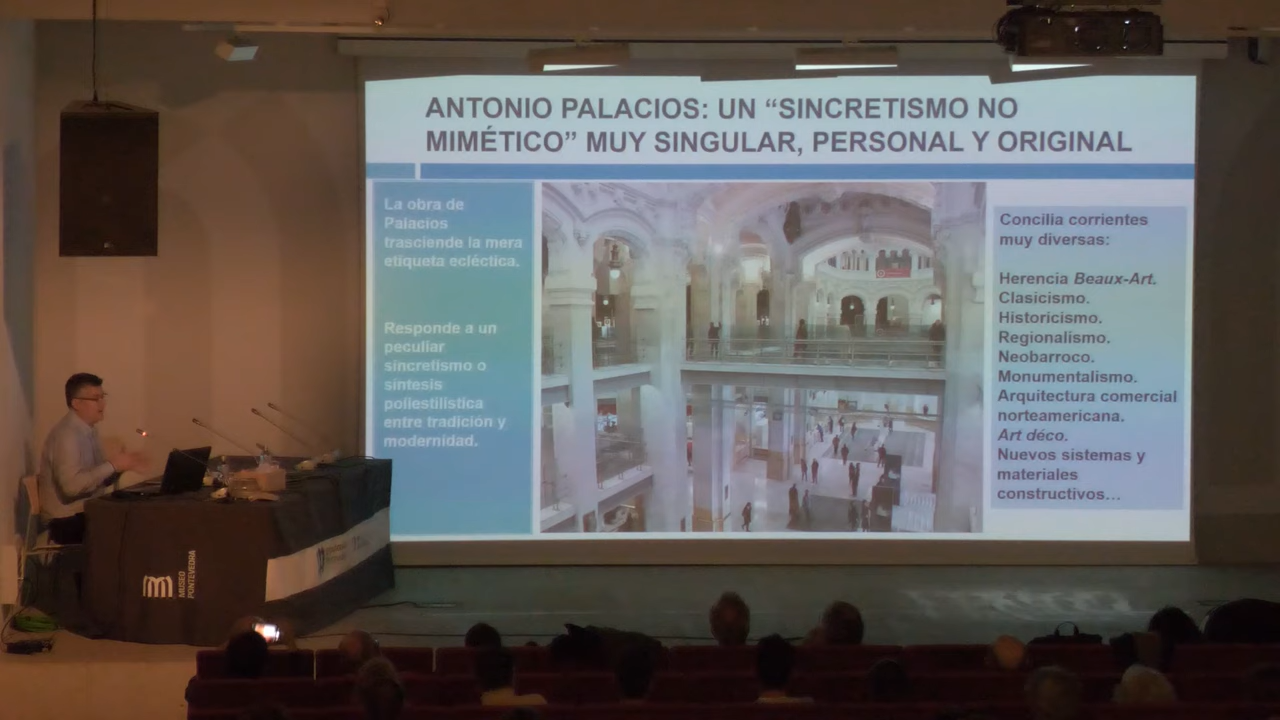 ANTONIO PALACIOS: UN “SINCRETISMO NO
MIMÉTICO” MUY SINGULAR, PERSONAL Y ORIGINAL
La obra de
Palacios
trasciende la mera
etiqueta ecléctica.
Responde a un
peculiar
sincretismo o
síntesis
poliestilística
entre tradición y
modernidad.
Concilia corrientes
muy diversas:
Herencia Beaux-Art.
Clasicismo.
Historicismo.
Regionalismo.
Neobarroco.
Monumentalismo.
Arquitectura comercial
norteamericana.
Art déco.
Nuevos sistemas y
materiales
constructivos…
MUSEO
PONTEVEDRA